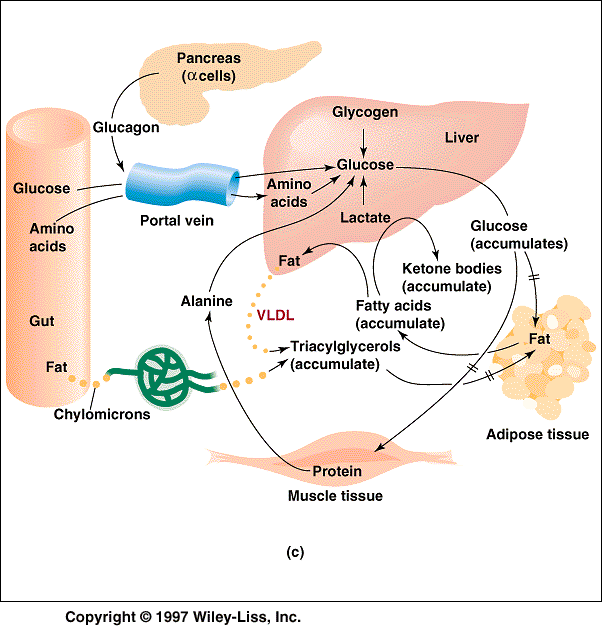 Pancreas
(α cells)
Glucagon
Glycogen
Liver
Glucose
Glucose
Amino
acids
Portal vein
Amino
acids
Lactate
Glucose
(accumulates)
Fat
Ketone bodies
(accumulate)
Alanine
Fatty acids
(accumulate)
VLDL
Gut
Triacylglycerols
(accumulate)
Fat
Fat
Chylomicrons
Adipose tissue
Protein
Muscle tissue
(c)
Copyright © 1997 Wiley-Liss, Inc.